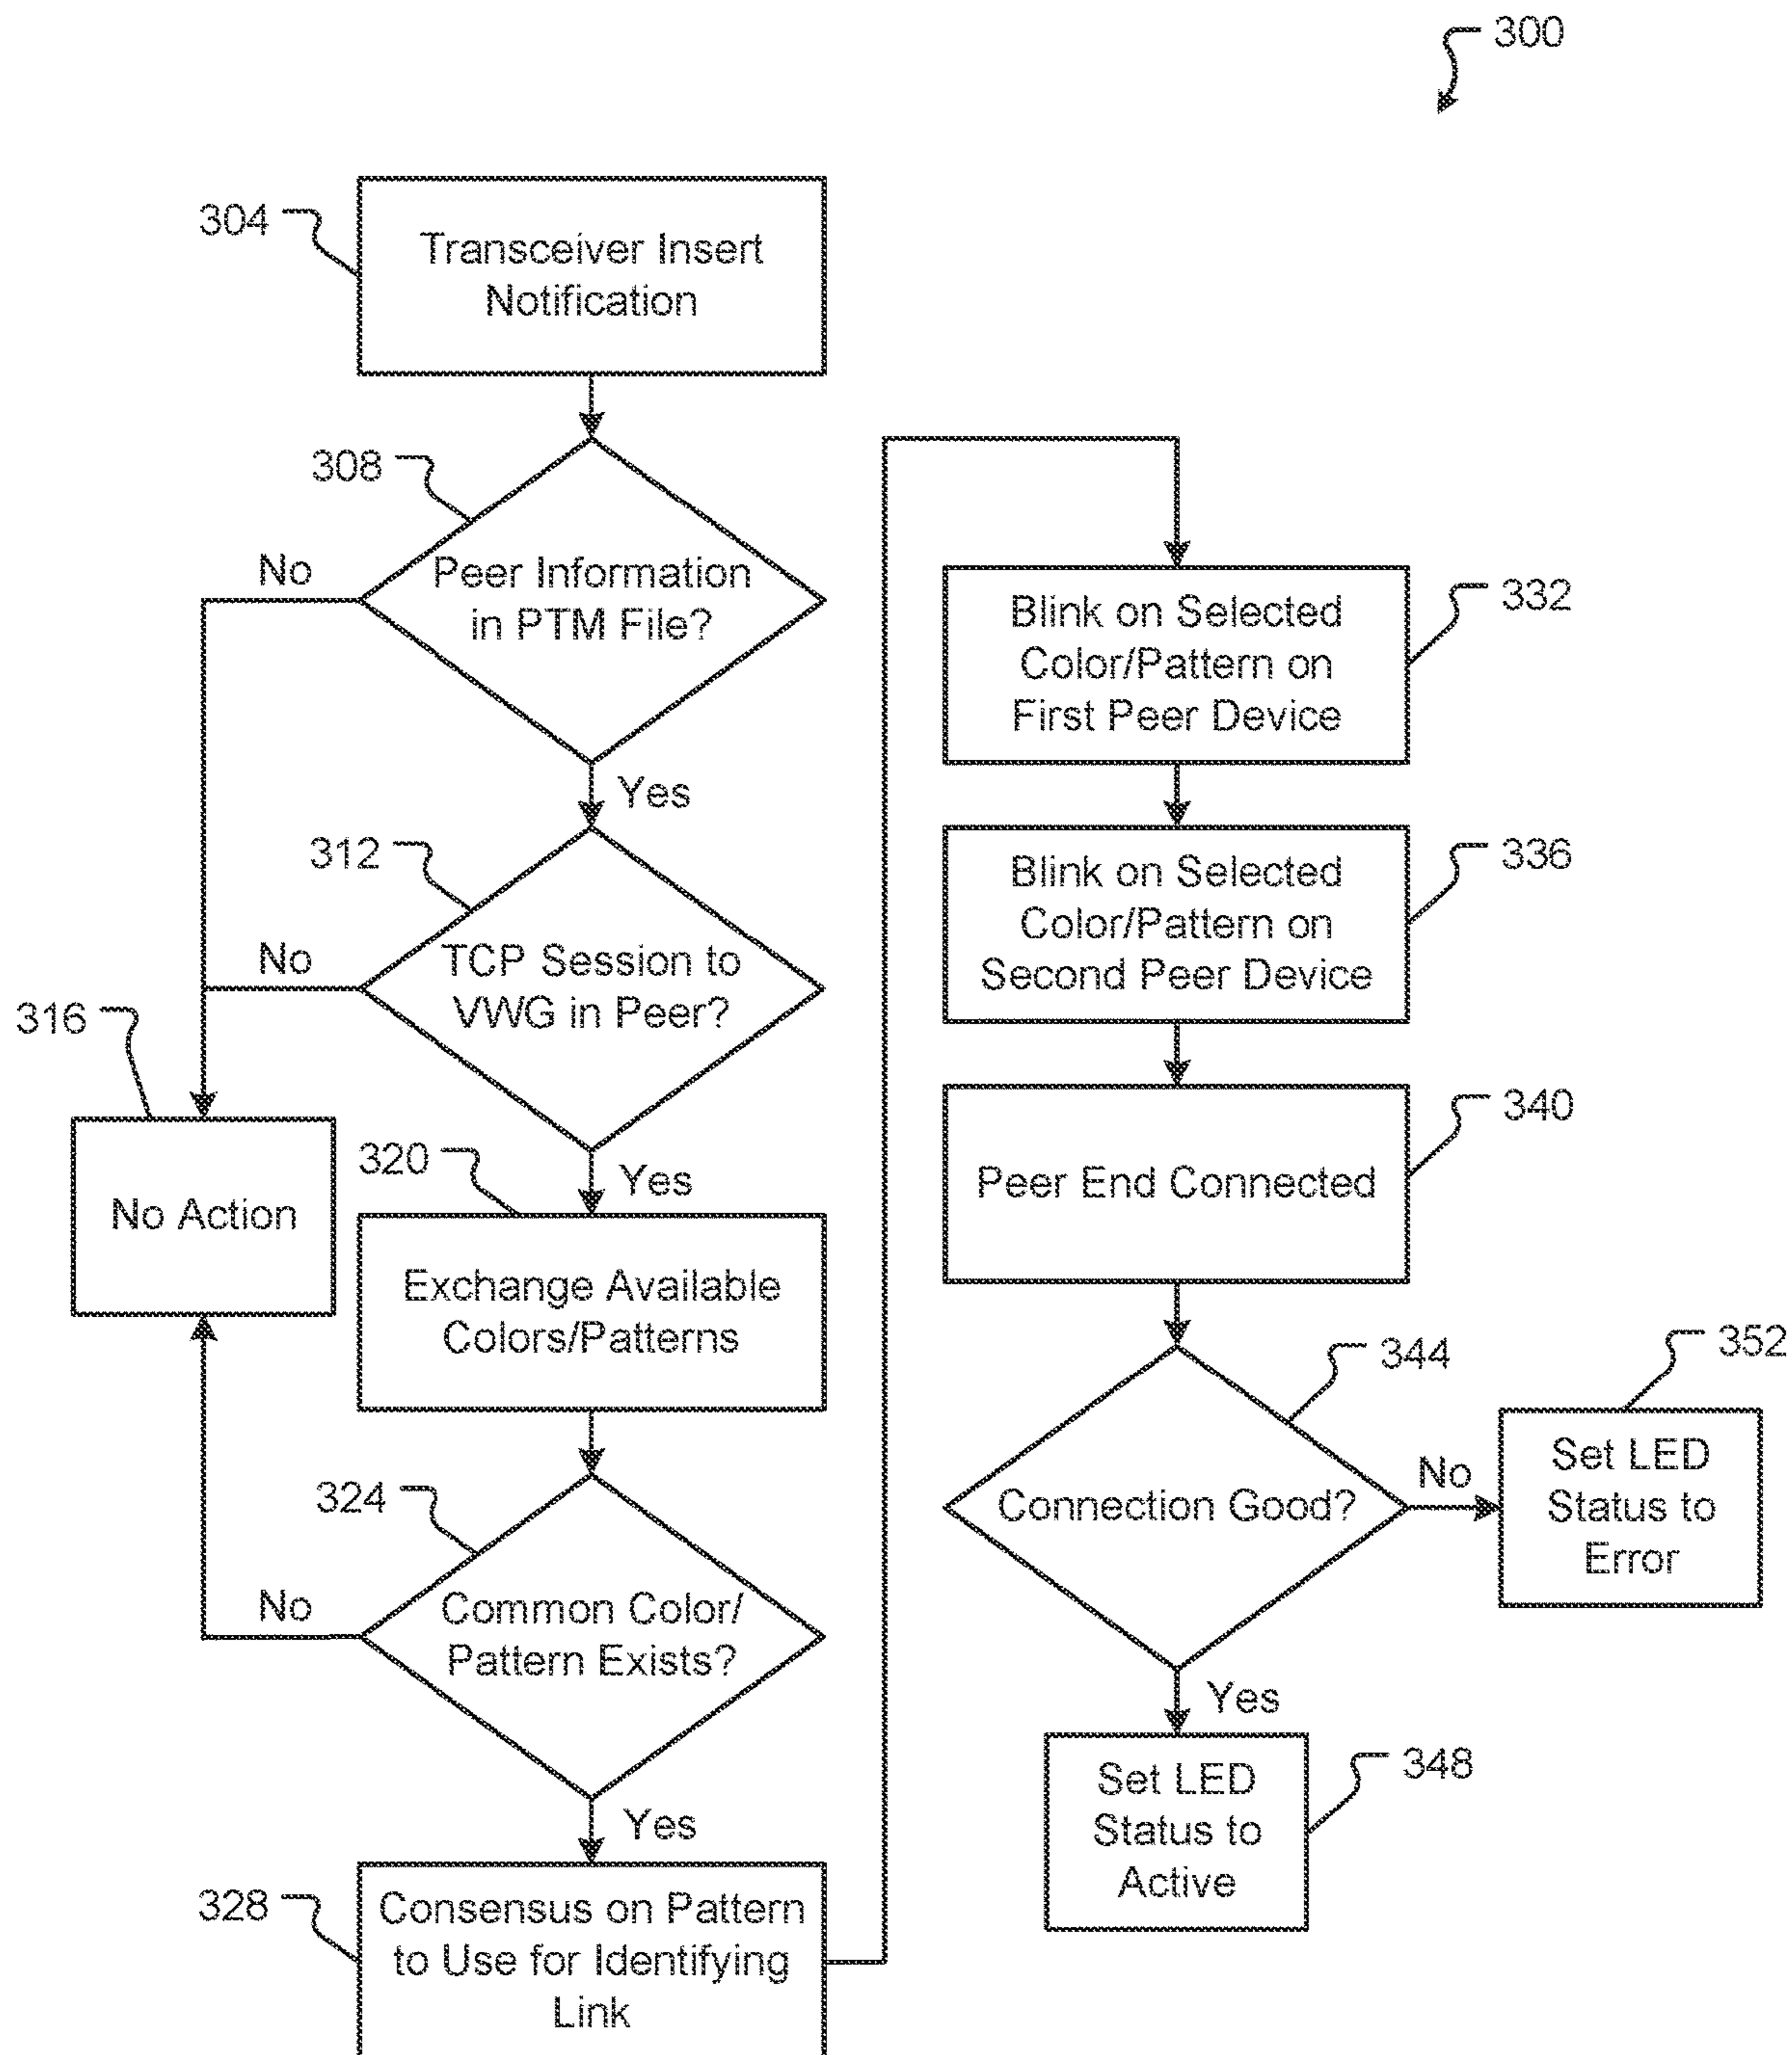 300
304
Transceiver Insert
Notification
308
No
Peer Information
in PTM File?
Yes
312
No
TCP Session to
VWG in Peer?
316
No Action
Yes
320
Exchange Available
Colors/Patterns
324
No
Common Color/
Pattern Exists?
Yes
328
Consensus on Pattern
to Use for Identifying
Link
332
Blink on Selected
Color/Pattern on
First Peer Device
336
Blink on Selected
Color/Pattern on
Second Peer Device
340
Peer End Connected
344
Connection Good?
No
352
Set LED
Status to
Error
Yes
348
Set LED
Status to
Active